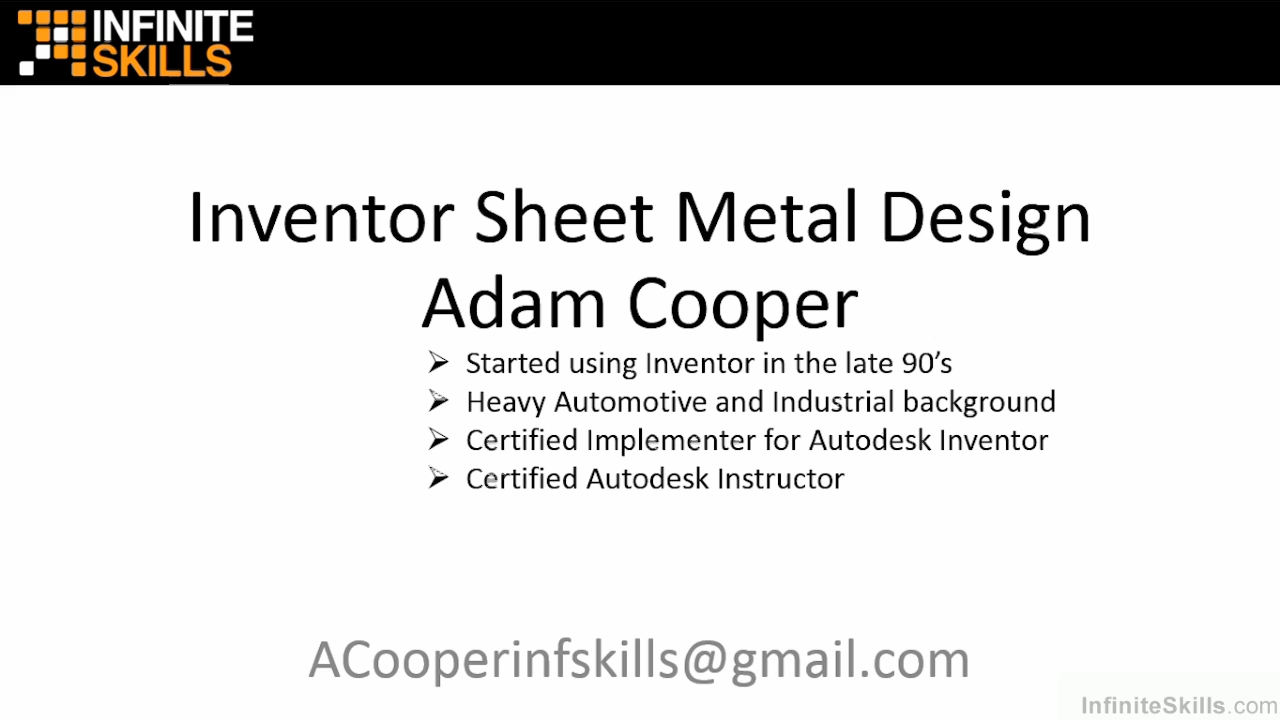 INFINITE
SKILLS
Inventor Sheet Metal Design
Adam Cooper
Started using Inventor in the late 90’s
Heavy Automotive and Industrial background
Certified Implementer for Autodesk Inventor
Certified Autodesk Instructor
ACooperinfskills@gmail.com
InfiniteSkills.com